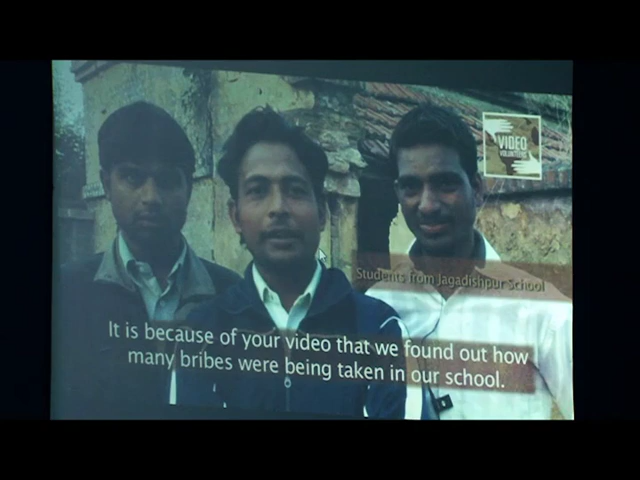 VIDEO
VOLUNTEERS
Students from Jagadishpur School
It is because of your video that we found out how
many bribes were being taken in our school.